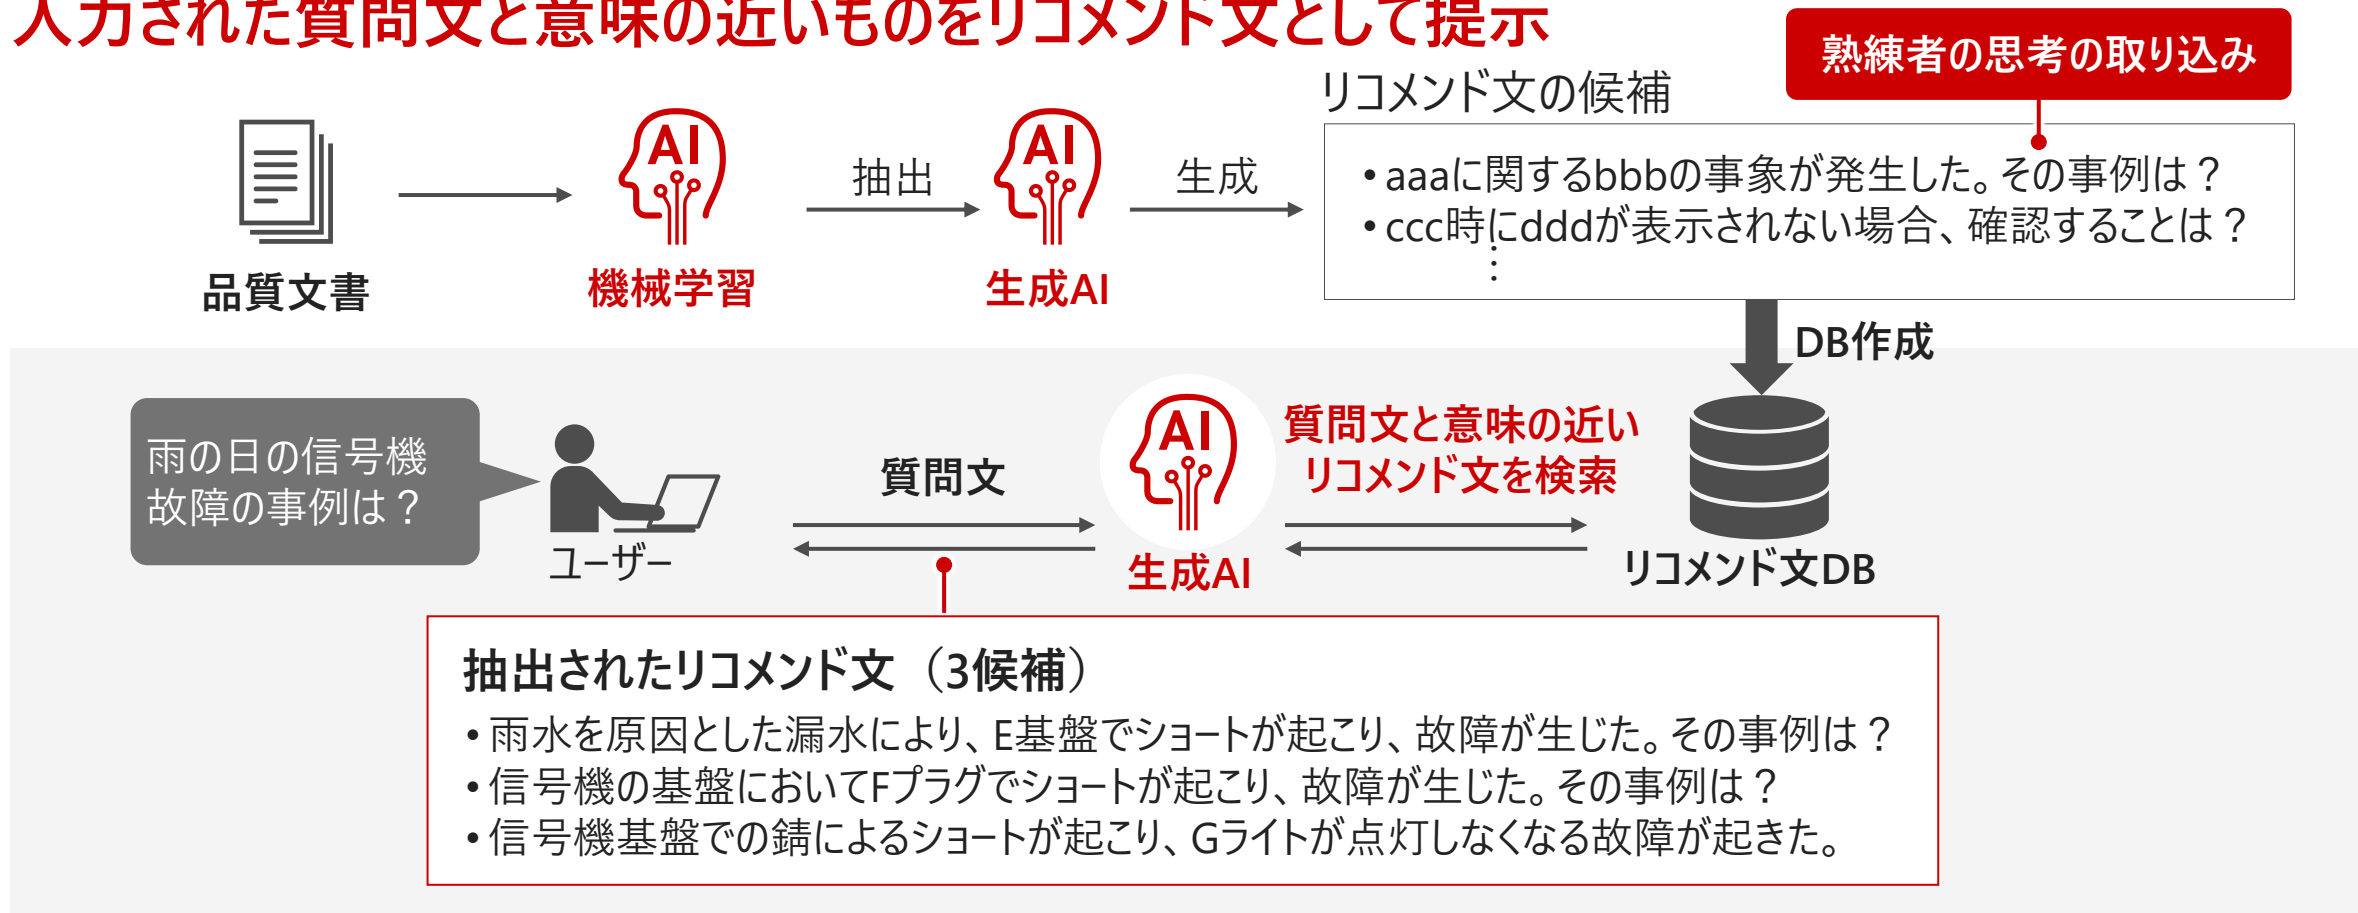 入力された質問文と意味の近いものをリコメンド文として提示
熟練者の思考の取り込み
リコメンド文の候補
AI
AI
抽出
生成
•aaaに関するbbbの事象が発生した。その事例は？
•ccc時にdddが表示されない場合、確認することは？
⋮
品質文書
機械学習
生成AI
DB作成
雨の日の信号機
故障の事例は？
ユーザー
質問文
AI
生成AI
質問文と意味の近い
リコメンド文を検索
リコメンド文DB
抽出されたリコメンド文（3候補）
•雨水を原因とした漏水により、E基盤でショートが起こり、故障が生じた。その事例は？
•信号機の基盤においてFプラグでショートが起こり、故障が生じた。その事例は？
•信号機基盤での錆によるショートが起こり、Gライトが点灯しなくなる故障が起きた。